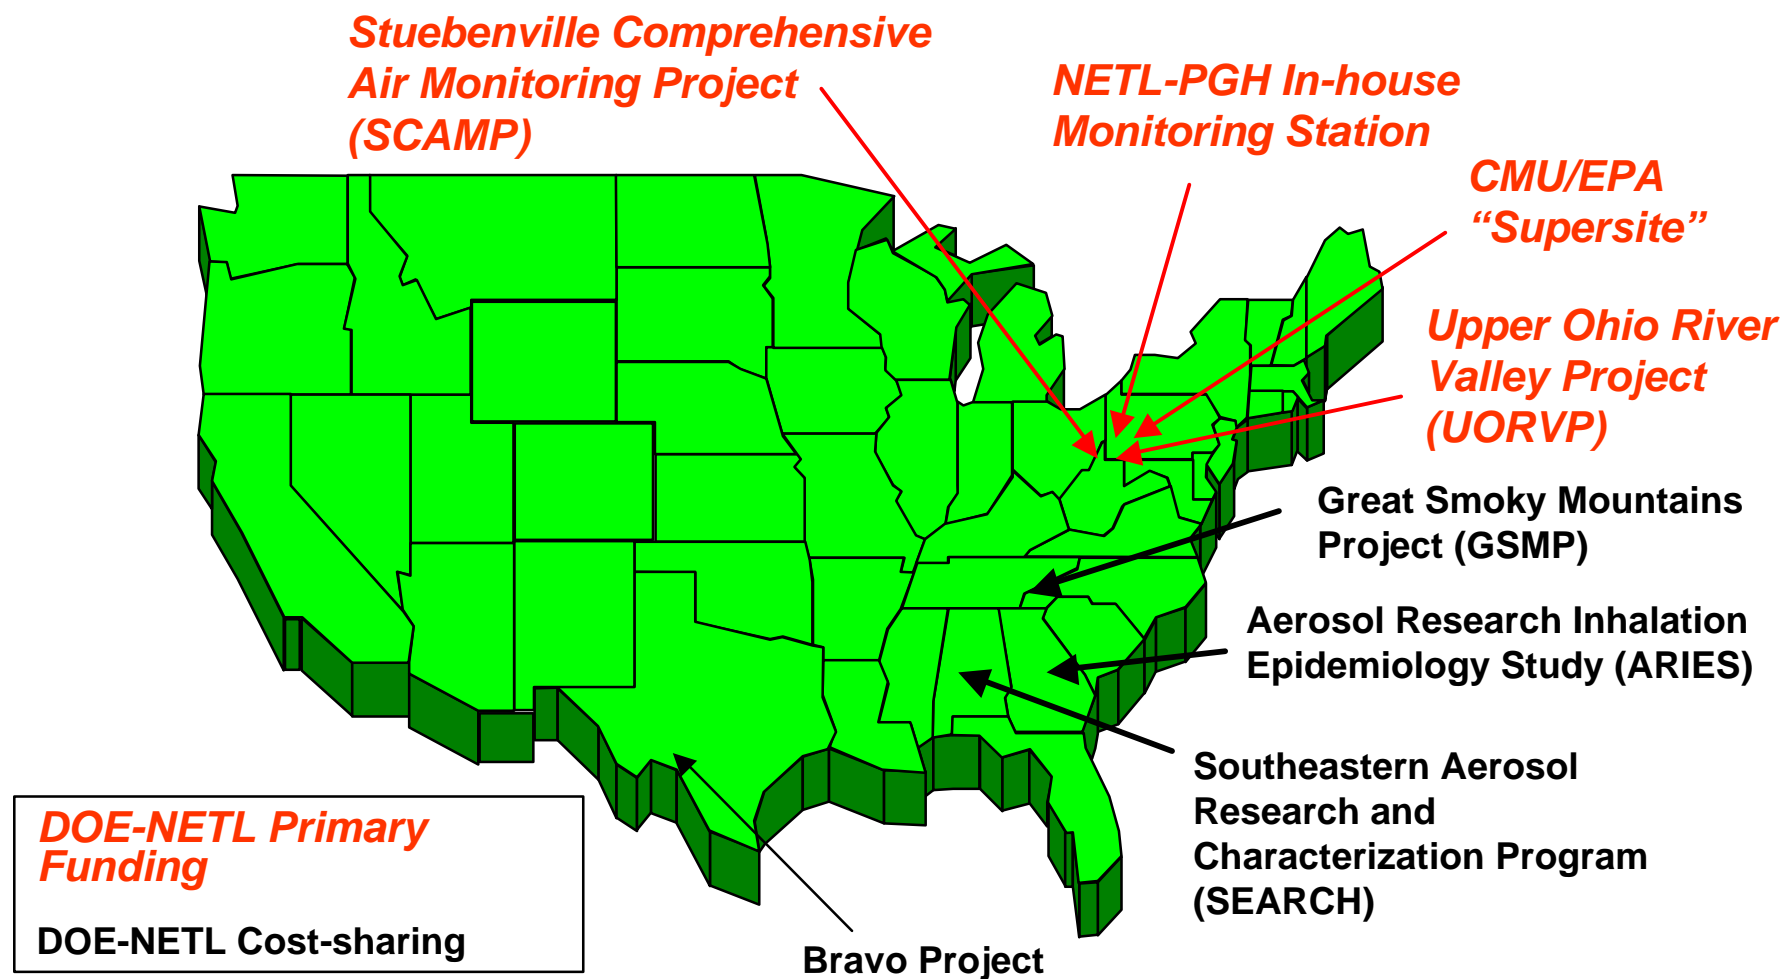 Stuebenville Comprehensive
Air Monitoring Project
(SCAMP)
NETL-PGH In-house
Monitoring Station
CMU/EPA
“Supersite”
Upper Ohio River
Valley Project
(UORVP)
Great Smoky Mountains
Project (GSMP)
Aerosol Research Inhalation
Epidemiology Study (ARIES)
Southeastern Aerosol
Research and
Characterization Program
(SEARCH)
Bravo Project
DOE-NETL Primary
Funding
DOE-NETL Cost-sharing